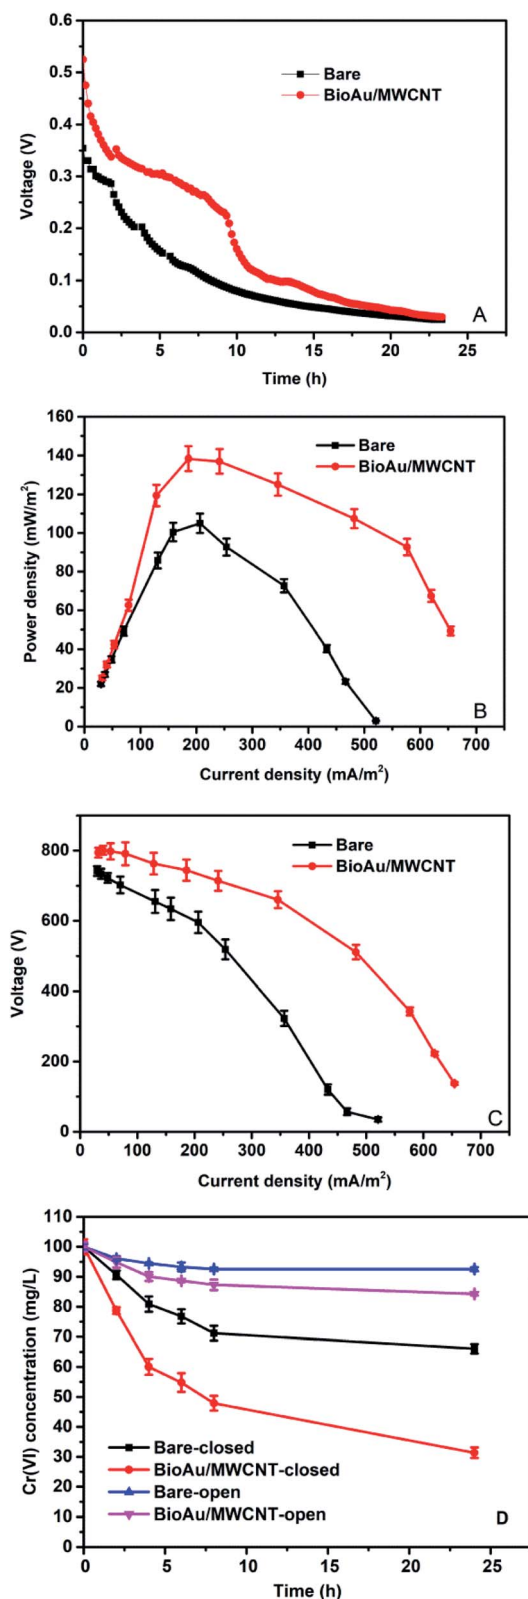 0.6
0.5
0.4
0.3
0.2
0.1
0.0
Voltage (V)
Bare
BioAu/MWCNT
A
0 5 10 15 20 25
Time (h)
160
140
120
100
80
60
40
20
0
Power density (mW/m²)
Bare
BioAu/MWCNT
B
0 100 200 300 400 500 600 700
Current density (mA/m²)
800
600
400
200
0
Voltage (V)
Bare
BioAu/MWCNT
C
0 100 200 300 400 500 600 700
Current density (mA/m²)
110
100
90
80
70
60
50
40
30
20
10
0
Cr(VI) concentration (mg/L)
Bare-closed
BioAu/MWCNT-closed
Bare-open
BioAu/MWCNT-open
D
0 5 10 15 20 25
Time (h)